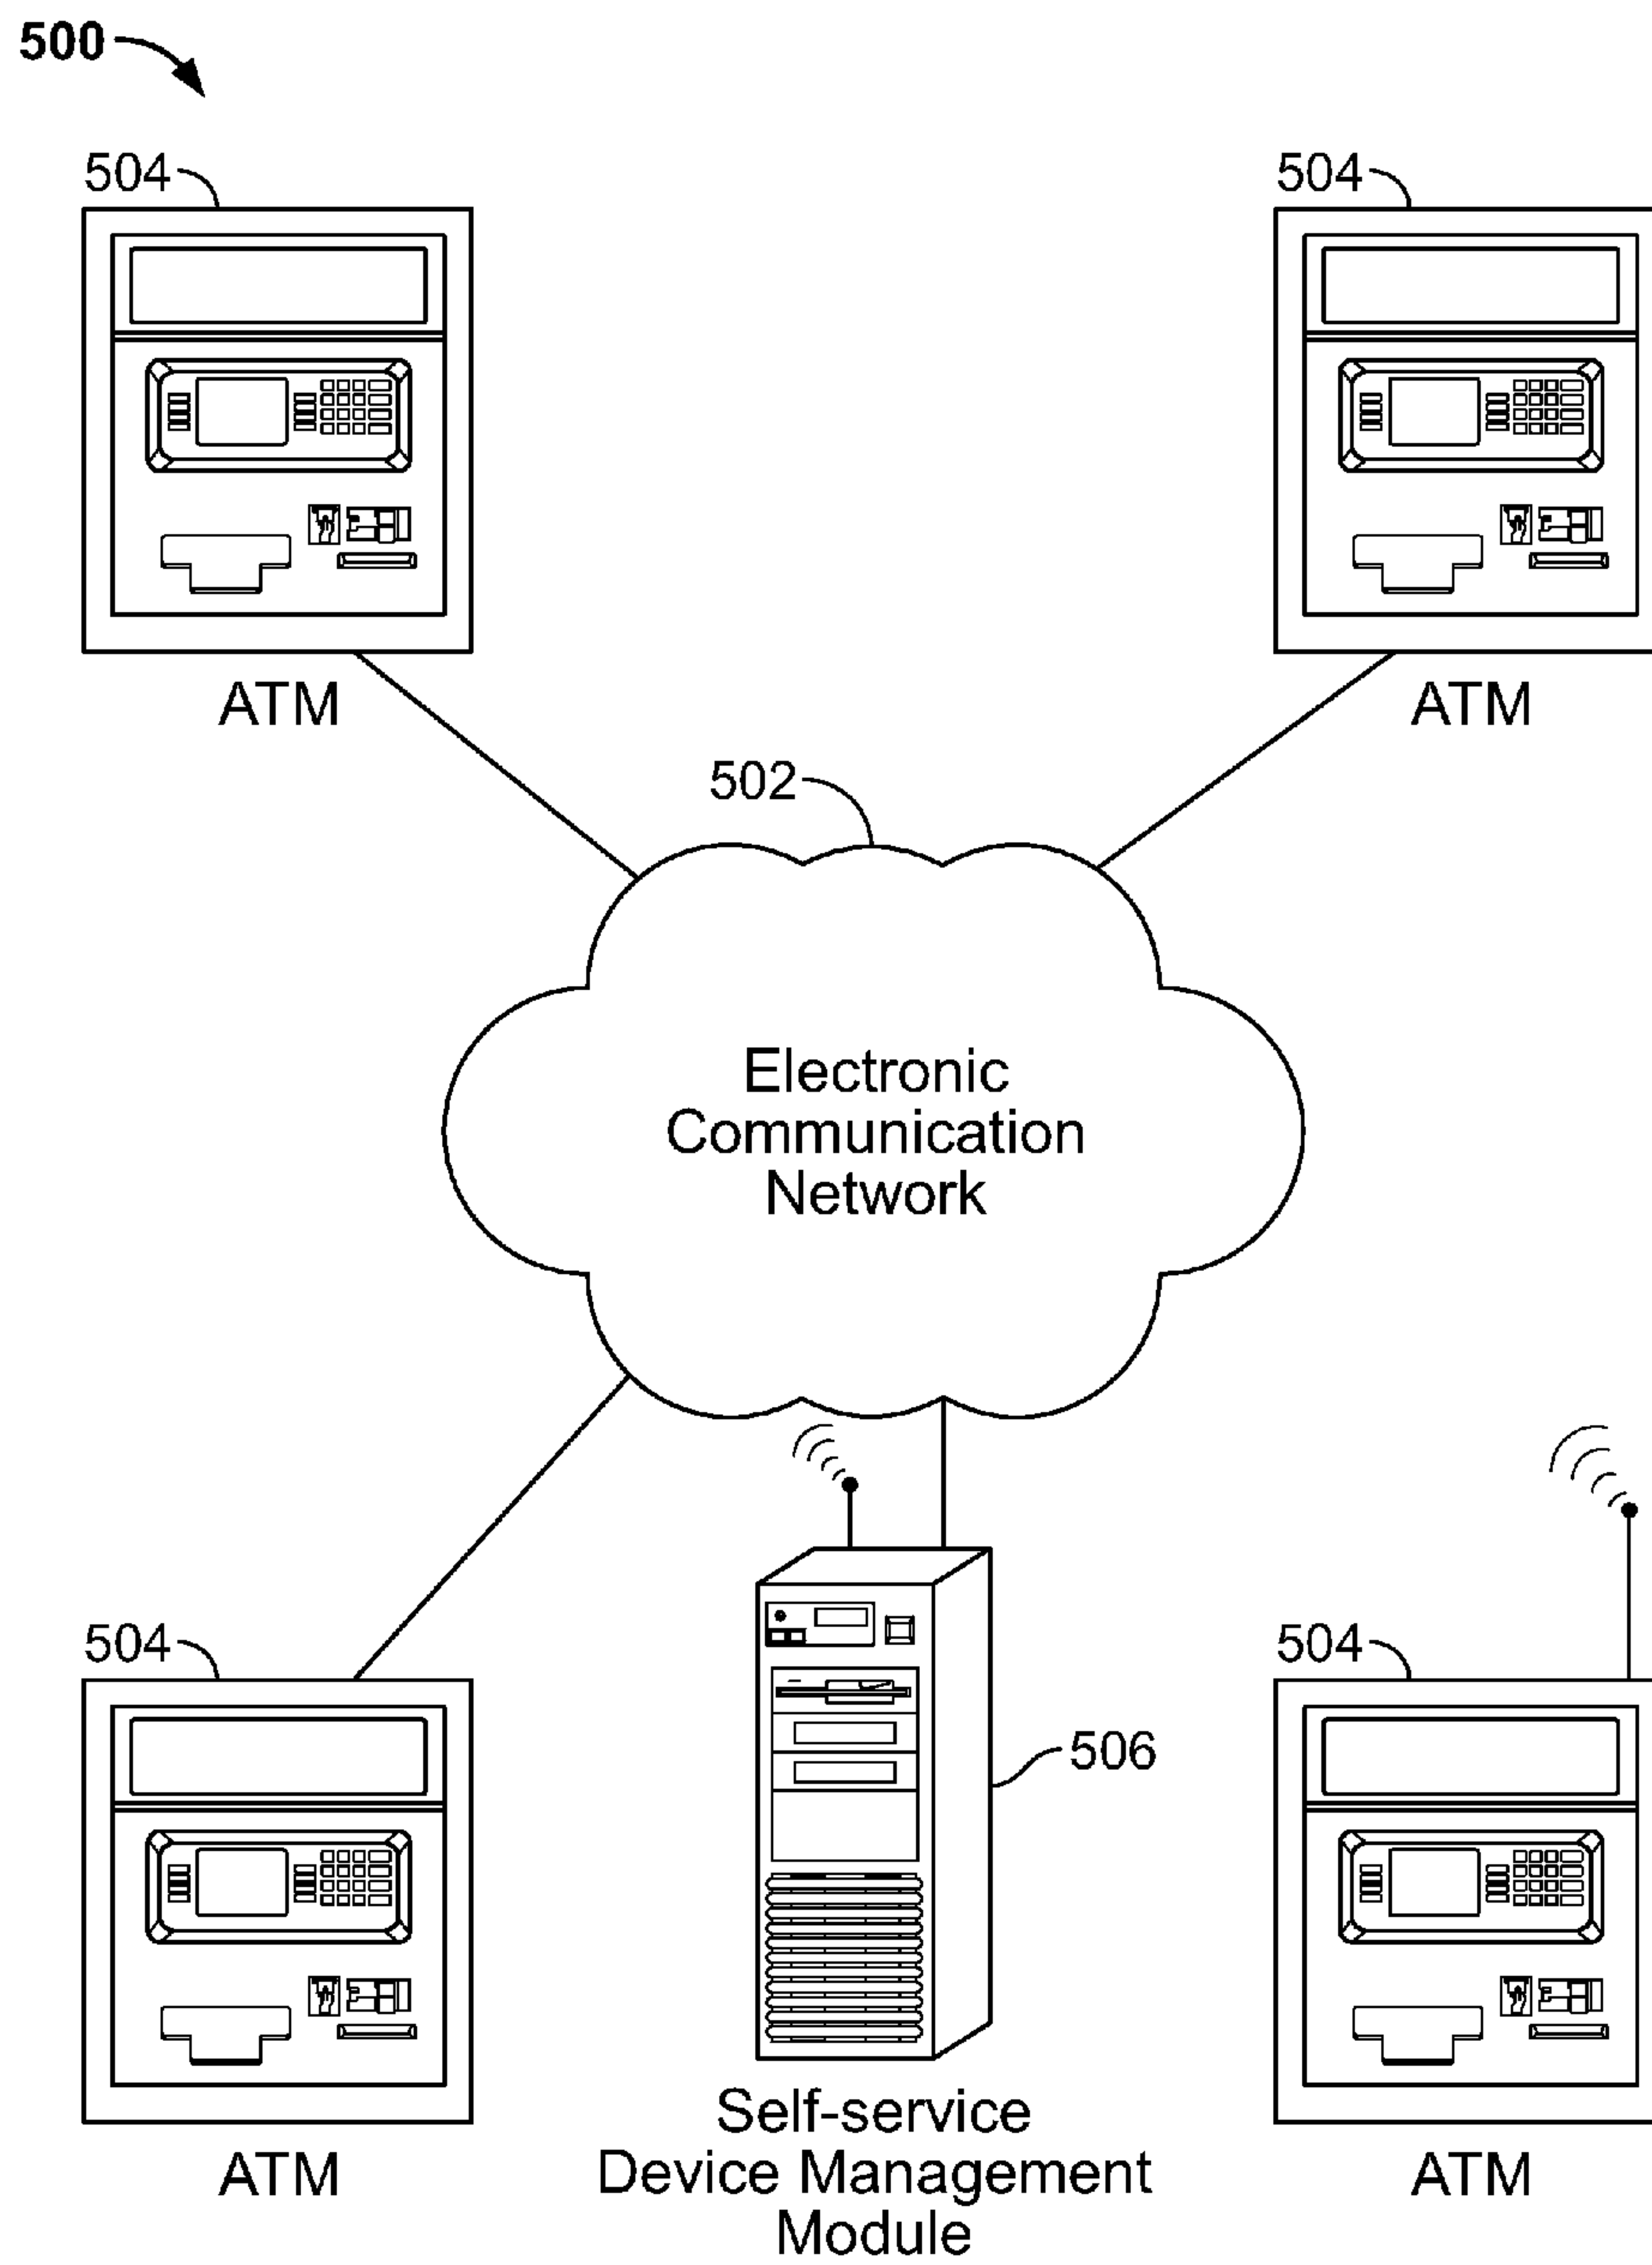 500
504
504
ATM
ATM
502
Electronic
Communication
Network
504
504
506
ATM
Self-service
Device Management
Module
ATM